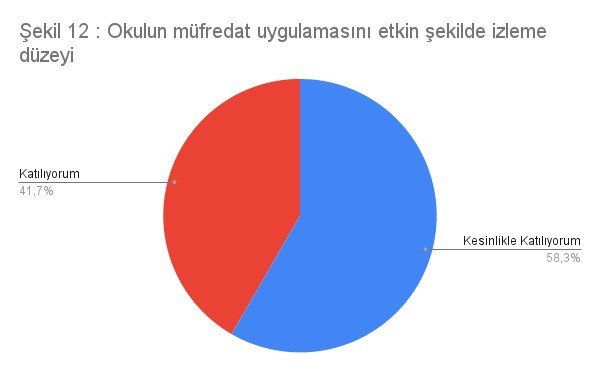 Şekil 12 : Okulun müfredat uygulamasını etkin şekilde izleme
düzeyi
Katılıyorum
41,7%
Kesinlikle Katılıyorum
58,3%